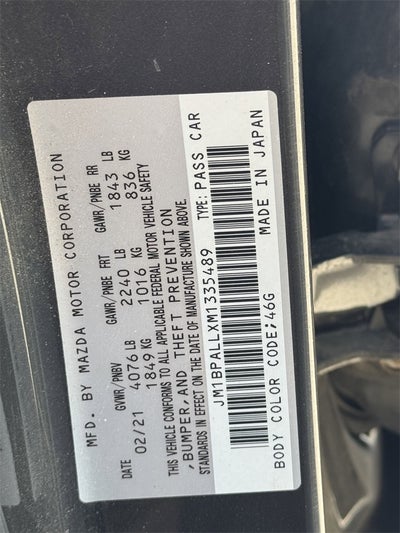 MFD. BY MAZDA MOTOR CORPORATION
DATE GVWR/PNBV GAWR/PNBE FRT GAWR/PNBE RR
02/21 4076 LB 2240 LB 1843 LB
1849 KG 1016 KG 836 KG
THIS VEHICLE CONFORMS TO ALL APPLICABLE FEDERAL MOTOR VEHICLE SAFETY
, BUMPER, AND THEFT PREVENTION
STANDARDS IN EFFECT ON THE DATE OF MANUFACTURE SHOWN ABOVE.
JM1BPALLXM1335489 TYPE: PASS CAR
BODY COLOR CODE;46G MADE IN JAPAN